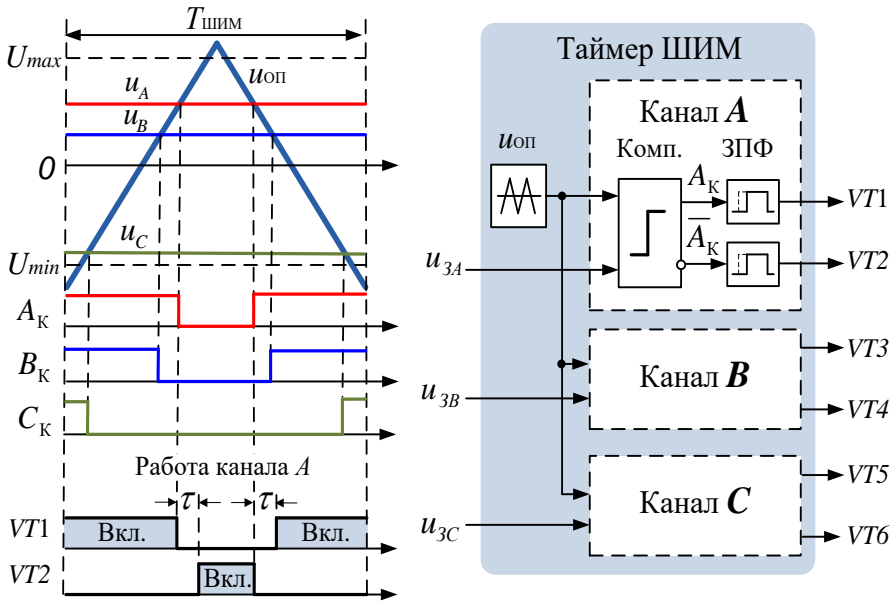 TШИМ
Umax
uA
uОП
uB
0
uC
Umin
AК
BК
CК
Работа канала A
τ
τ
VT1
Вкл.
Вкл.
VT2
Вкл.
Таймер ШИМ
Канал A
uОП
Комп.
ЗПФ
AК
VT1
A̅К
VT2
uЗА
Канал B
VT3
uЗВ
VT4
Канал C
VT5
uЗС
VT6